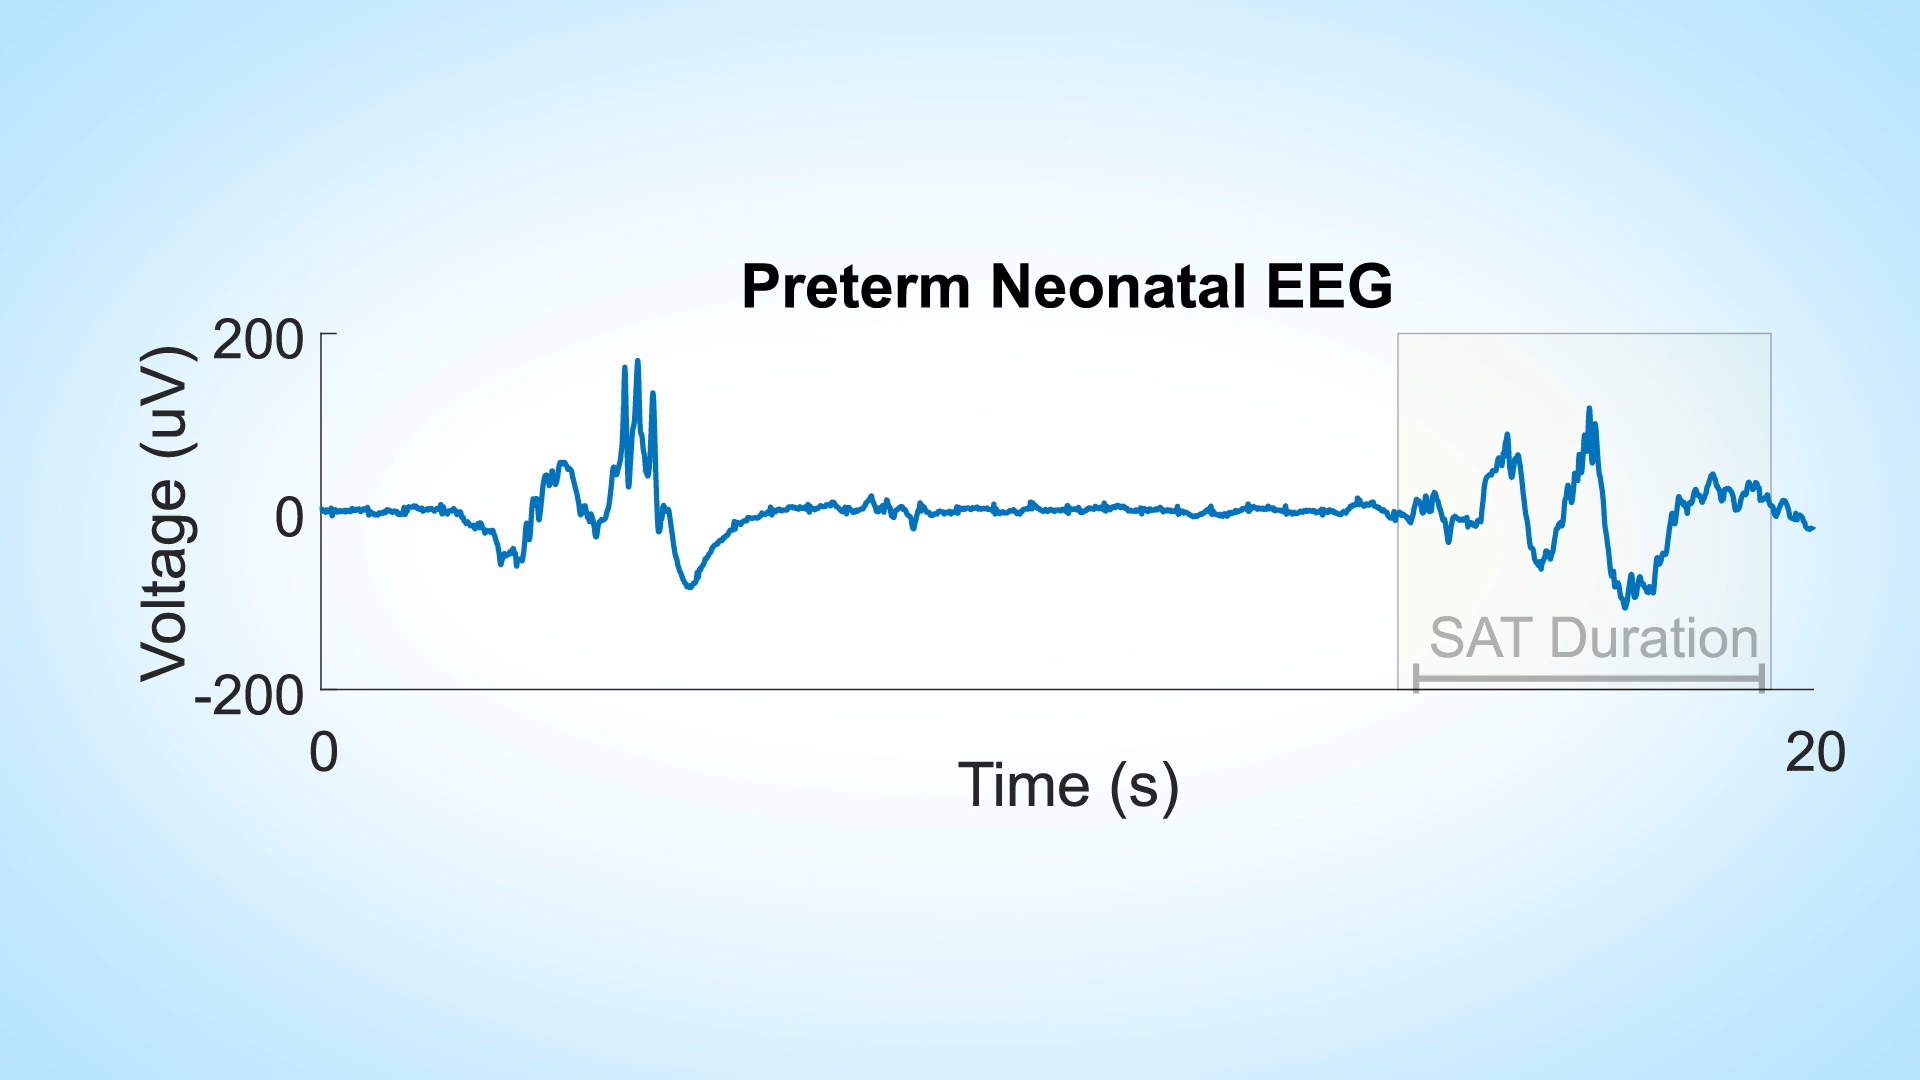 Preterm Neonatal EEG
200
0
-200
Voltage (uV)
SAT Duration
0
20
Time (s)